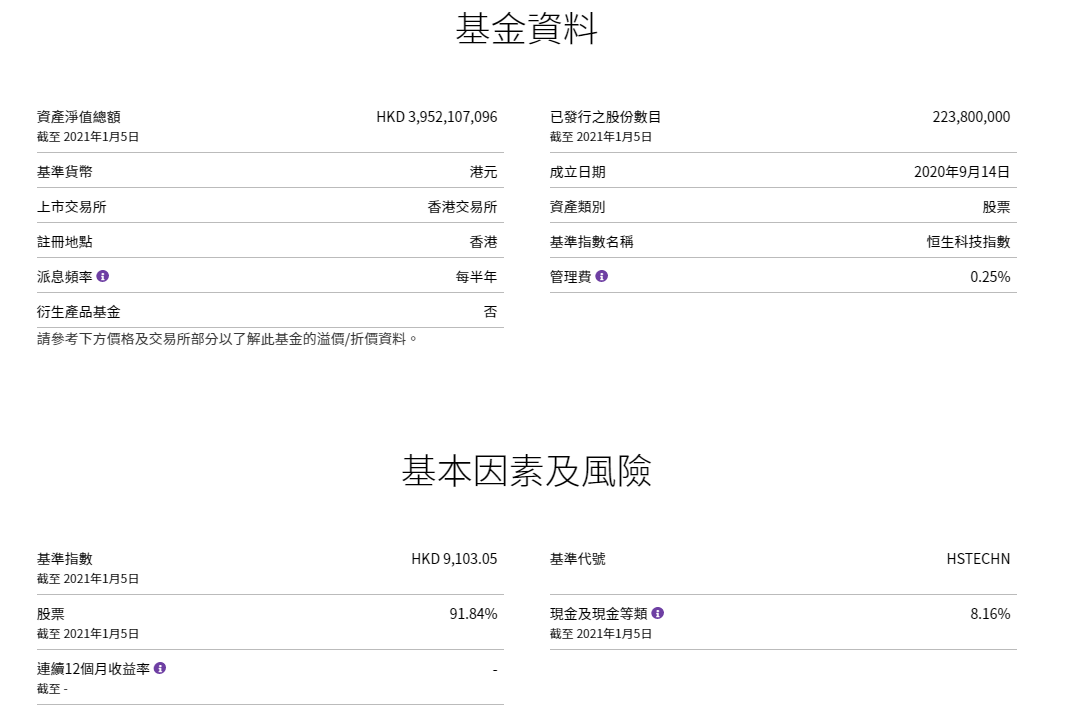 基金資料
資產淨值總額 HKD 3,952,107,096
截至 2021年1月5日
已發行之股份數目 223,800,000
截至 2021年1月5日
基準貨幣 港元
成立日期 2020年9月14日
上市交易所 香港交易所
資產類別 股票
註冊地點 香港
基準指數名稱 恒生科技指數
派息頻率 每半年
管理費 0.25%
衍生產品基金 否
請參考下方價格及交易所部分以了解此基金的溢價/折價資料。
基本因素及風險
基準指數 HKD 9,103.05
截至 2021年1月5日
基準代號 HSTECHN
股票 91.84%
截至 2021年1月5日
現金及現金等類 8.16%
截至 2021年1月5日
連續12個月收益率 -
截至 -